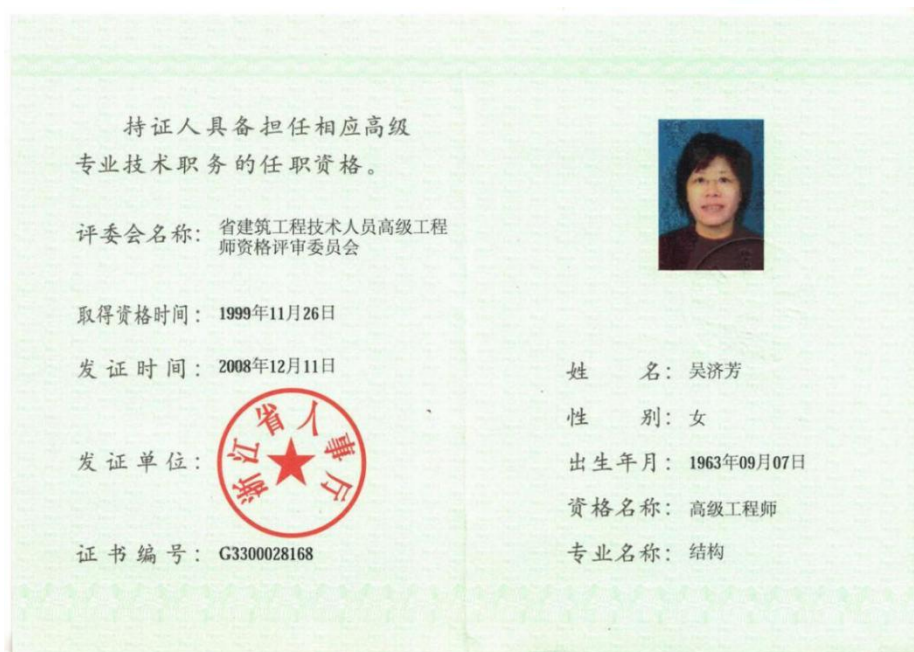 持证人具备担任相应高级
专业技术职务的任职资格。
评委会名称：省建筑工程技术人员高级工程
师资格评审委员会
取得资格时间：1999年11月26日
发证时间：2008年12月11日
发证单位：
浙江省人事厅
证书编号：G3300028168
姓名：吴济芳
性别：女
出生年月：1963年09月07日
资格名称：高级工程师
专业名称：结构